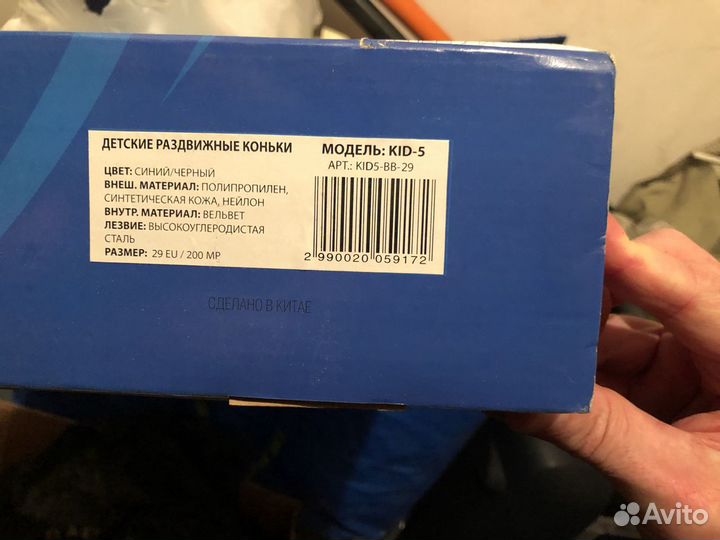 ДЕТСКИЕ РАЗДВИЖНЫЕ КОНЬКИ
ЦВЕТ: СИНИЙ/ЧЕРНЫЙ
ВНЕШ. МАТЕРИАЛ: ПОЛИПРОПИЛЕН,
СИНТЕТИЧЕСКАЯ КОЖА, НЕЙЛОН
ВНУТР. МАТЕРИАЛ: ВЕЛЬВЕТ
ЛЕЗВИЕ: ВЫСОКОУГЛЕРОДИСТАЯ
СТАЛЬ
РАЗМЕР: 29 EU / 200 МР
МОДЕЛЬ: KID-5
АРТ.: KID5-BB-29
2 990020 059172
СДЕЛАНО В КИТАЕ
Avito